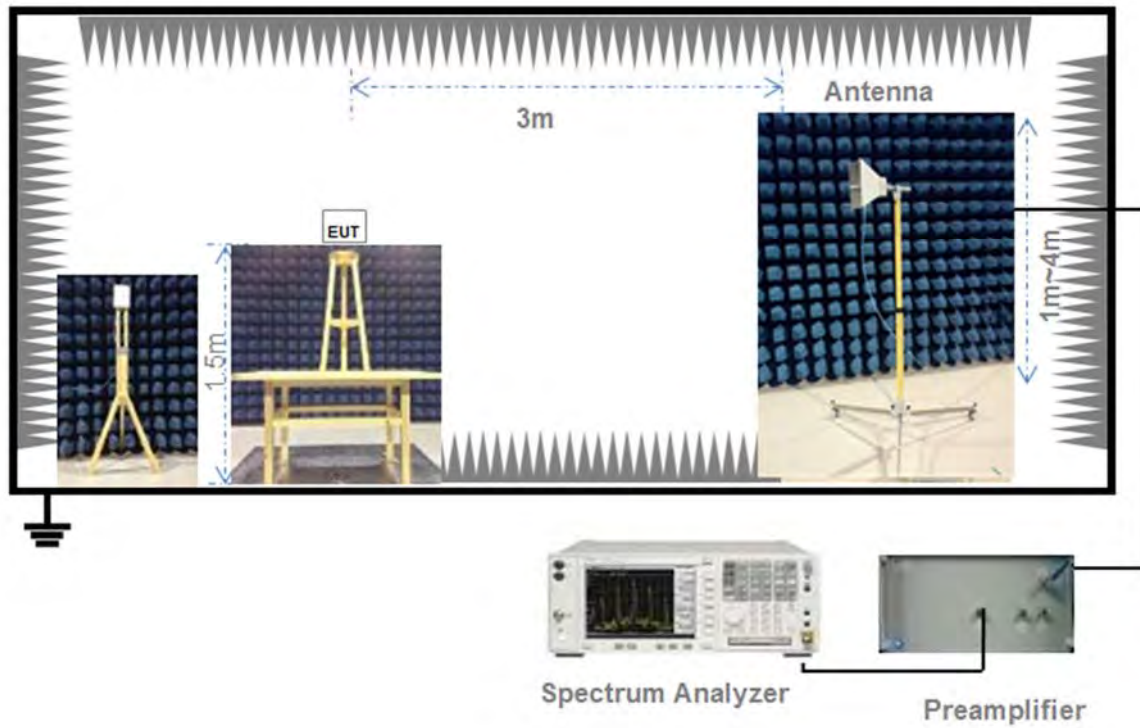 3m
Antenna
EUT
1.5m
1m~4m
Spectrum Analyzer
Preamplifier